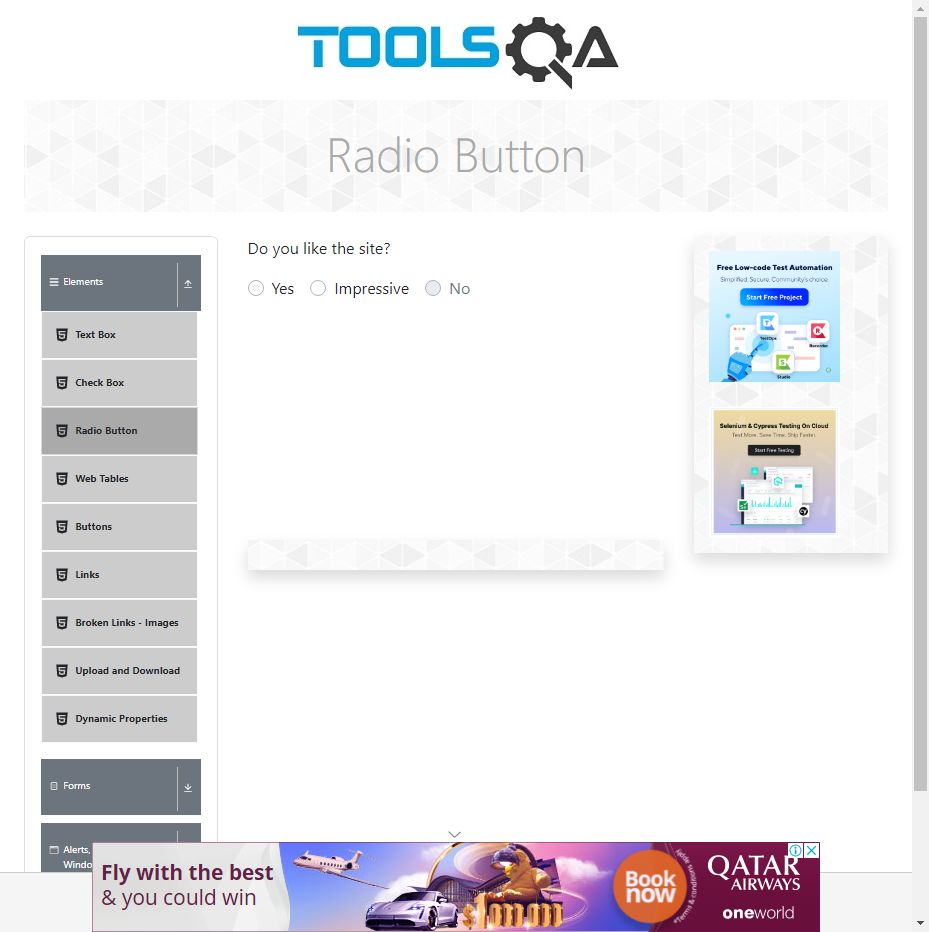 TOOLSQA
Radio Button
Elements
Text Box
Check Box
Radio Button
Web Tables
Buttons
Links
Broken Links - Images
Upload and Download
Dynamic Properties
Forms
Alerts,
Windo
Do you like the site?
Yes
Impressive
No
Free Low-code Test Automation
Simplified. Secure. Community's choice.
Start Free Project
TestOps
Recorder
Studio
Selenium & Cypress Testing On Cloud
Test More. Save Time. Ship Faster.
Start Free Testing
Fly with the best
& you could win
$1,000,000
Book
now
*Terms & conditions apply
QATAR
AIRWAYS
oneworld